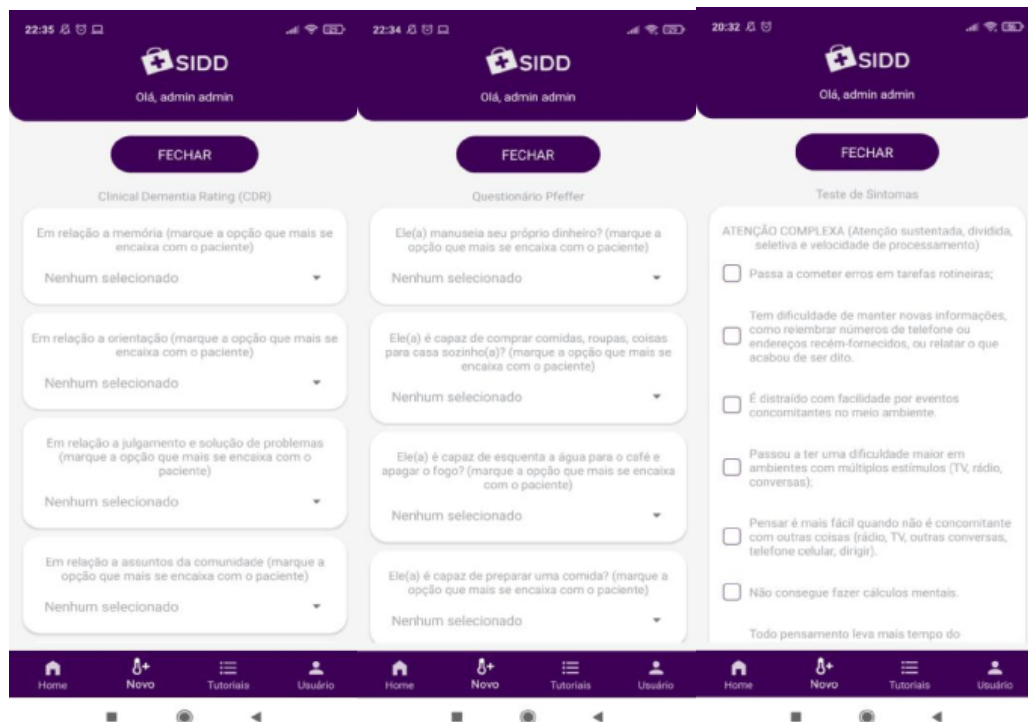 22:35
SIDD
Olá, admin admin
FECHAR
Clinical Dementia Rating (CDR)
Em relação a memória (marque a opção que mais se
encaixa com o paciente)
Nenhum selecionado
Em relação a orientação (marque a opção que mais se
encaixa com o paciente)
Nenhum selecionado
Em relação a julgamento e solução de problemas
(marque a opção que mais se encaixa com o
paciente)
Nenhum selecionado
Em relação a assuntos da comunidade (marque a
opção que mais se encaixa com o paciente)
Nenhum selecionado
Home
Novo
Tutoriais
Usuário
22:34
SIDD
Olá, admin admin
FECHAR
Questionário Pfeffer
Ele(a) manuseia seu próprio dinheiro? (marque a
opção que mais se encaixa com o paciente)
Nenhum selecionado
Ele(a) é capaz de comprar comidas, roupas, coisas
para casa sozinho(a)? (marque a opção que mais se
encaixa com o paciente)
Nenhum selecionado
Ele(a) é capaz de esquenta a água para o café e
apagar o fogo? (marque a opção que mais se encaixa
com o paciente)
Nenhum selecionado
Ele(a) é capaz de preparar uma comida? (marque a
opção que mais se encaixa com o paciente)
Nenhum selecionado
Home
Novo
Tutoriais
Usuário
20:32
SIDD
Olá, admin admin
FECHAR
Teste de Sintomas
ATENÇÃO COMPLEXA (Atenção sustentada, dividida,
seletiva e velocidade de processamento)
Passa a cometer erros em tarefas rotineiras;
Tem dificuldade de manter novas informações,
como relembrar números de telefone ou
endereços recém-fornecidos, ou relatar o que
acabou de ser dito.
É distraído com facilidade por eventos
concomitantes no meio ambiente.
Passou a ter uma dificuldade maior em
ambientes com múltiplos estímulos (TV, rádio,
conversas);
Pensar é mais fácil quando não é concomitante
com outras coisas (rádio, TV, outras conversas,
telefone celular, dirigir).
Não consegue fazer cálculos mentais.
Todo pensamento leva mais tempo do
Home
Novo
Tutoriais
Usuário